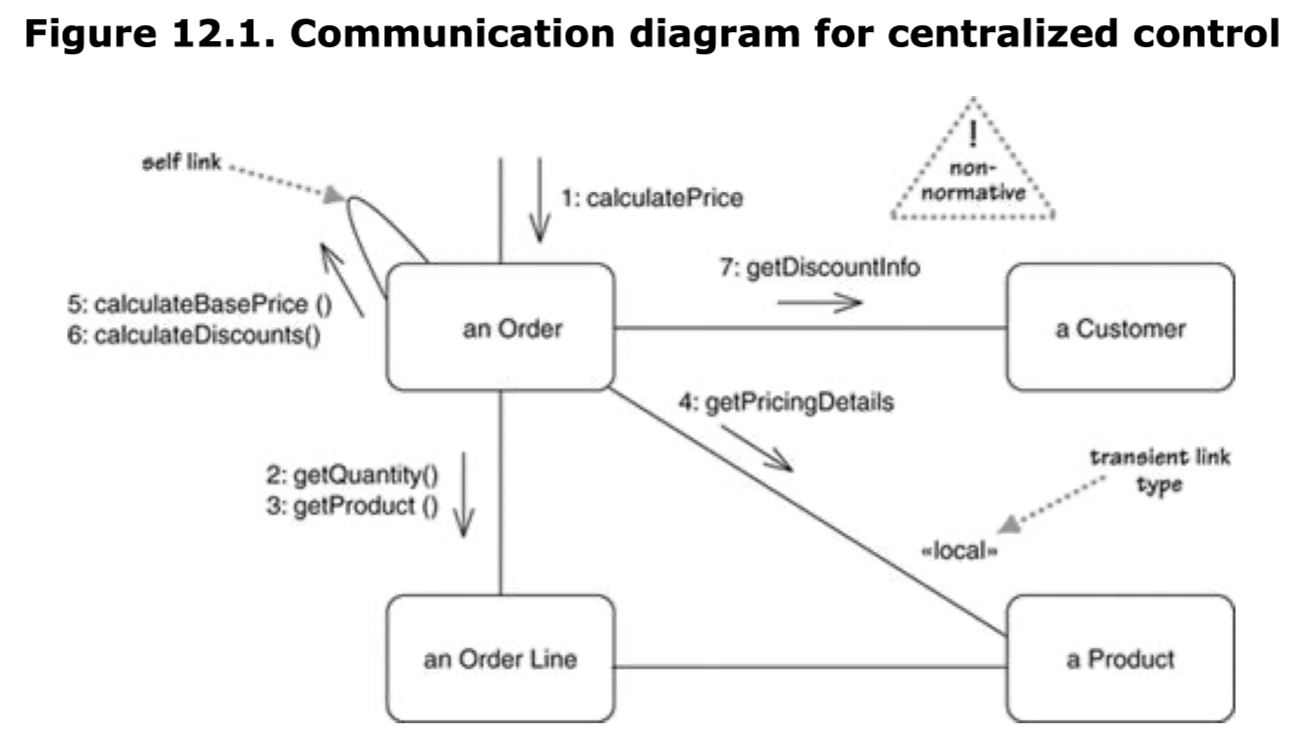 Figure 12.1. Communication diagram for centralized control
self link
!
non-
normative
1: calculatePrice
7: getDiscountInfo
5: calculateBasePrice ()
6: calculateDiscounts()
an Order
a Customer
4: getPricingDetails
2: getQuantity()
3: getProduct ()
transient link
type
«local»
an Order Line
a Product